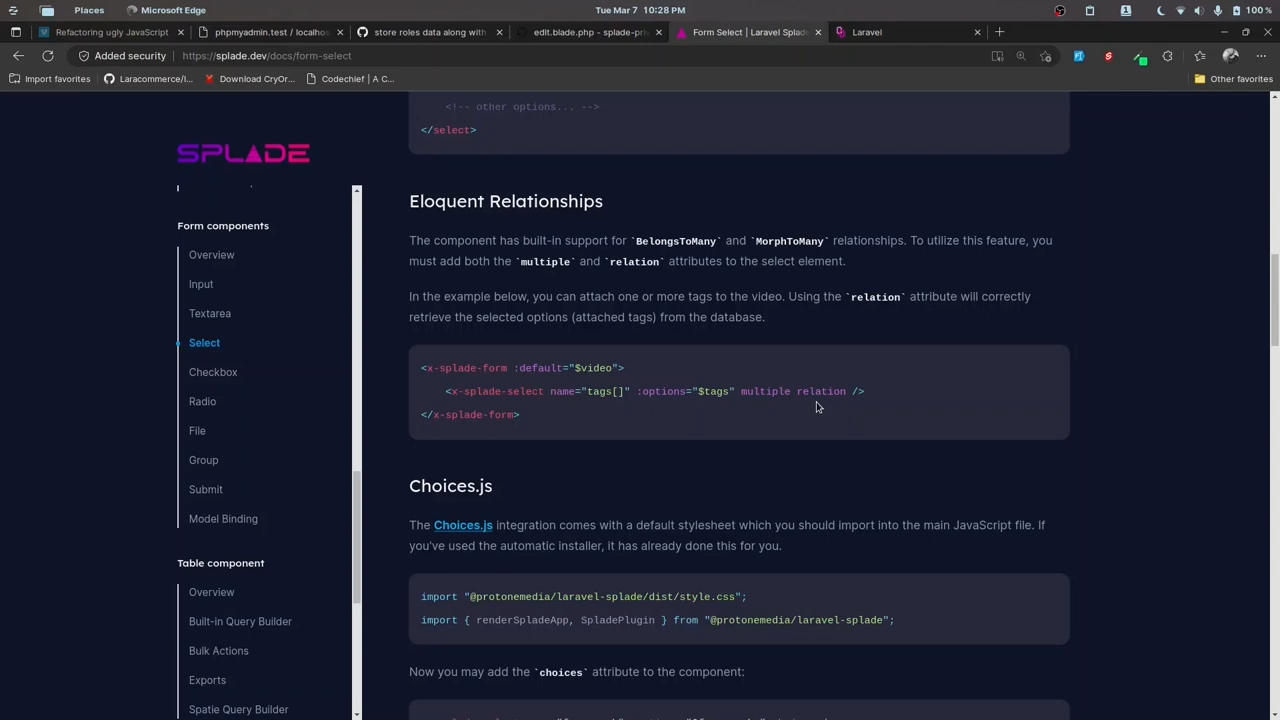 Places
Microsoft Edge
Tue Mar 7 10:28 PM
100 %
Refactoring ugly JavaScript
phpmyadmin.test / localhos
store roles data along with
edit.blade.php - splade-pri
Form Select | Laravel Splade
Laravel
Added security
https://splade.dev/docs/form-select
Import favorites
Laracommerce/l...
Download CryOr...
Codechief | A C...
Other favorites
<!-- other options... -->
</select>
SPLADE
Eloquent Relationships
Form components
The component has built-in support for `BelongsToMany` and `MorphToMany` relationships. To utilize this feature, you
must add both the `multiple` and `relation` attributes to the select element.
Overview
Input
In the example below, you can attach one or more tags to the video. Using the `relation` attribute will correctly
retrieve the selected options (attached tags) from the database.
Textarea
Select
<x-splade-form :default="$video">
<x-splade-select name="tags[]" :options="$tags" multiple relation />
</x-splade-form>
Checkbox
Radio
File
Group
Submit
Model Binding
Choices.js
The Choices.js integration comes with a default stylesheet which you should import into the main JavaScript file. If
you've used the automatic installer, it has already done this for you.
Table component
Overview
Built-in Query Builder
Bulk Actions
Exports
Spatie Query Builder
import "@protonemedia/laravel-splade/dist/style.css";
import { renderSpladeApp, SpladePlugin } from "@protonemedia/laravel-splade";
Now you may add the `choices` attribute to the component: